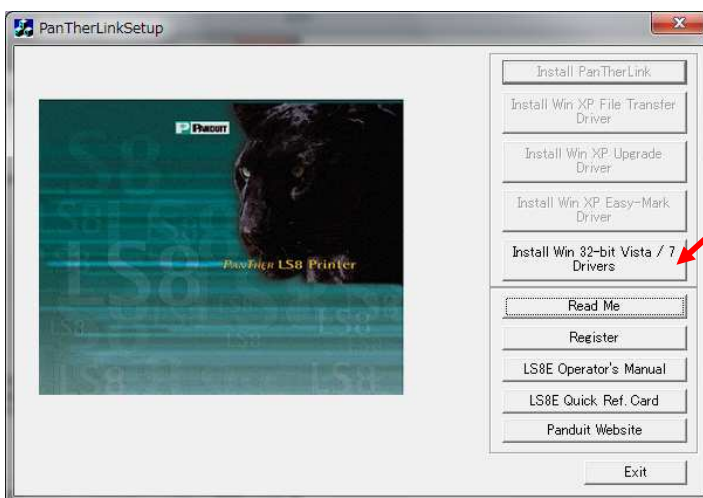 PanTherLinkSetup
Install PanTherLink
Install Win XP File Transfer
Driver
Install Win XP Upgrade
Driver
Install Win XP Easy-Mark
Driver
PANDUIT
PANTHER LS8 Printer
Install Win 32-bit Vista / 7
Drivers
Read Me
Register
LS8E Operator's Manual
LS8E Quick Ref. Card
Panduit Website
Exit